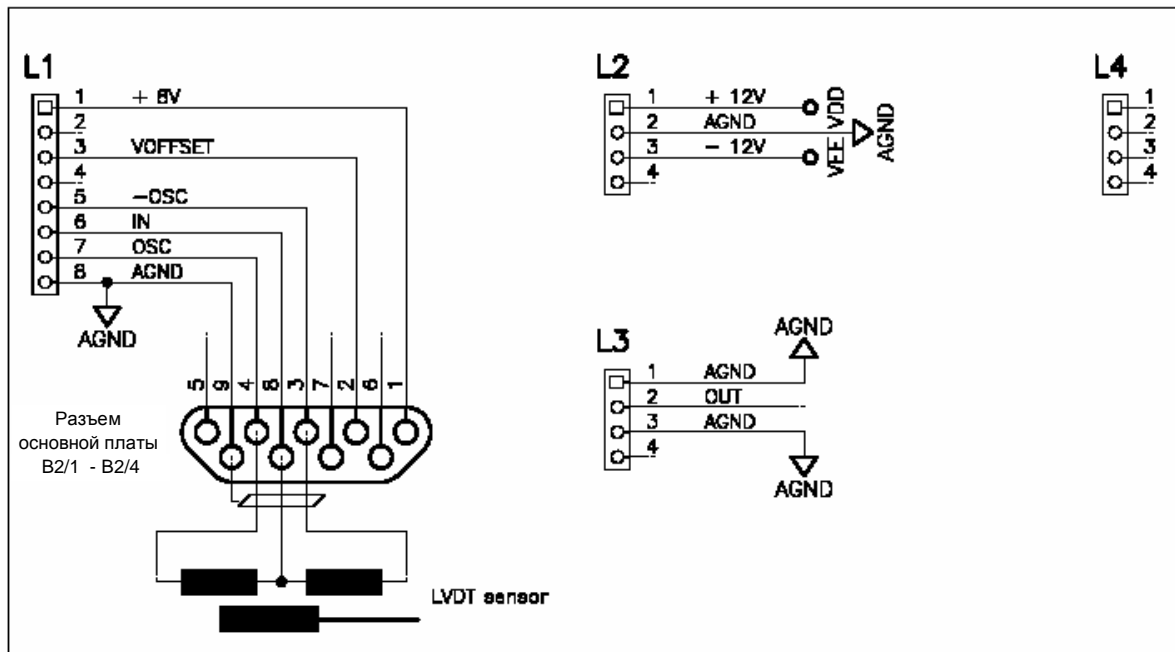 L1
1 + 8V
2
3 VOFFSET
4
5 -OSC
6 IN
7 OSC
8 AGND
AGND
L2
1 + 12V
2 AGND
3 - 12V
4
VDD
VEE
AGND
L4
1
2
3
4
L3
1 AGND
2 OUT
3 AGND
4
AGND
AGND
5 9 4 8 3 7 2 6 1
Разъем
основной платы
B2/1 - B2/4
LVDT sensor